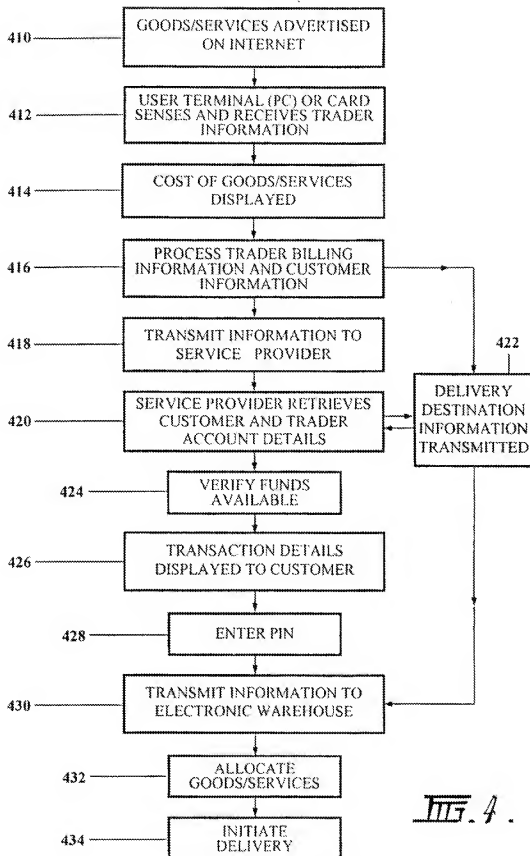 410
GOODS/SERVICES ADVERTISED
ON INTERNET
412
USER TERMINAL (PC) OR CARD
SENSES AND RECEIVES TRADER
INFORMATION
414
COST OF GOODS/SERVICES
DISPLAYED
416
PROCESS TRADER BILLING
INFORMATION AND CUSTOMER
INFORMATION
418
TRANSMIT INFORMATION TO
SERVICE PROVIDER
422
DELIVERY
DESTINATION
INFORMATION
TRANSMITTED
420
SERVICE PROVIDER RETRIEVES
CUSTOMER AND TRADER
ACCOUNT DETAILS
424
VERIFY FUNDS
AVAILABLE
426
TRANSACTION DETAILS
DISPLAYED TO CUSTOMER
428
ENTER PIN
430
TRANSMIT INFORMATION TO
ELECTRONIC WAREHOUSE
432
ALLOCATE
GOODS/SERVICES
434
INITIATE
DELIVERY
FIG. 4.